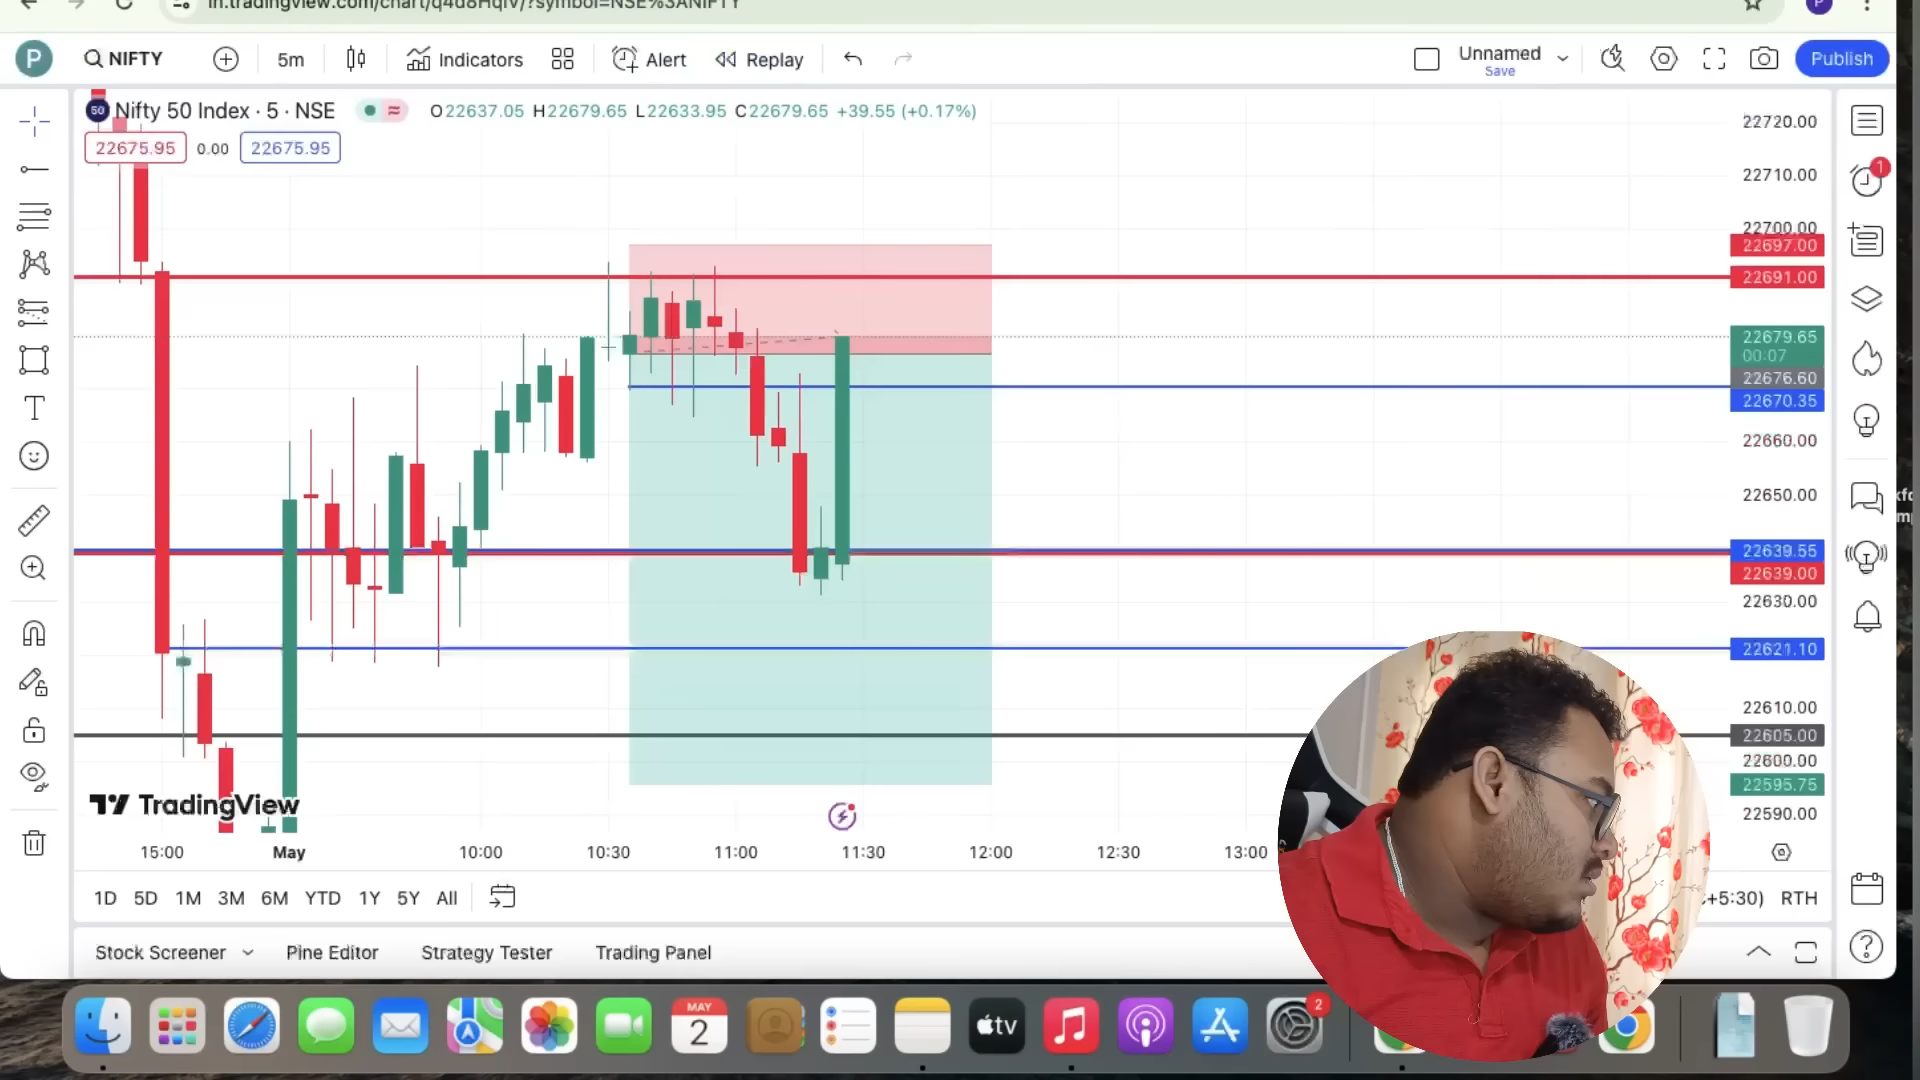 in.tradingview.com/chart/q4d8Hqlv/?symbol=NSE%3ANIFTY
P
P
NIFTY
5m
Indicators
Alert
Replay
Unnamed
Save
Publish
50
Nifty 50 Index · 5 · NSE
O22637.05 H22679.65 L22633.95 C22679.65 +39.55 (+0.17%)
22675.95
0.00
22675.95
1
22720.00
22710.00
22700.00
22697.00
22691.00
22679.65
00:07
22676.60
22670.35
22660.00
22650.00
22639.55
22639.00
22630.00
22621.10
22610.00
22605.00
22600.00
22595.75
22590.00
TradingView
15:00
May
10:00
10:30
11:00
11:30
12:00
12:30
13:00
1D
5D
1M
3M
6M
YTD
1Y
5Y
All
+5:30)
RTH
Stock Screener
Pine Editor
Strategy Tester
Trading Panel
MAY
2
tv
2